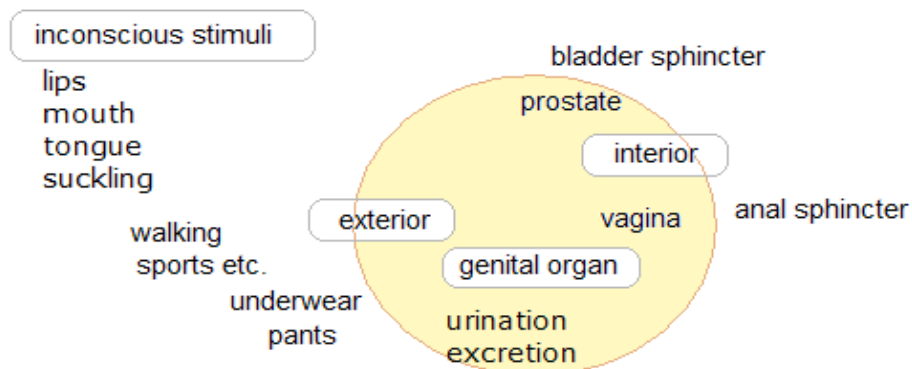 inconscious stimuli
lips
mouth
tongue
suckling
bladder sphincter
prostate
interior
exterior
vagina
anal sphincter
walking
sports etc.
genital organ
underwear
pants
urination
excretion